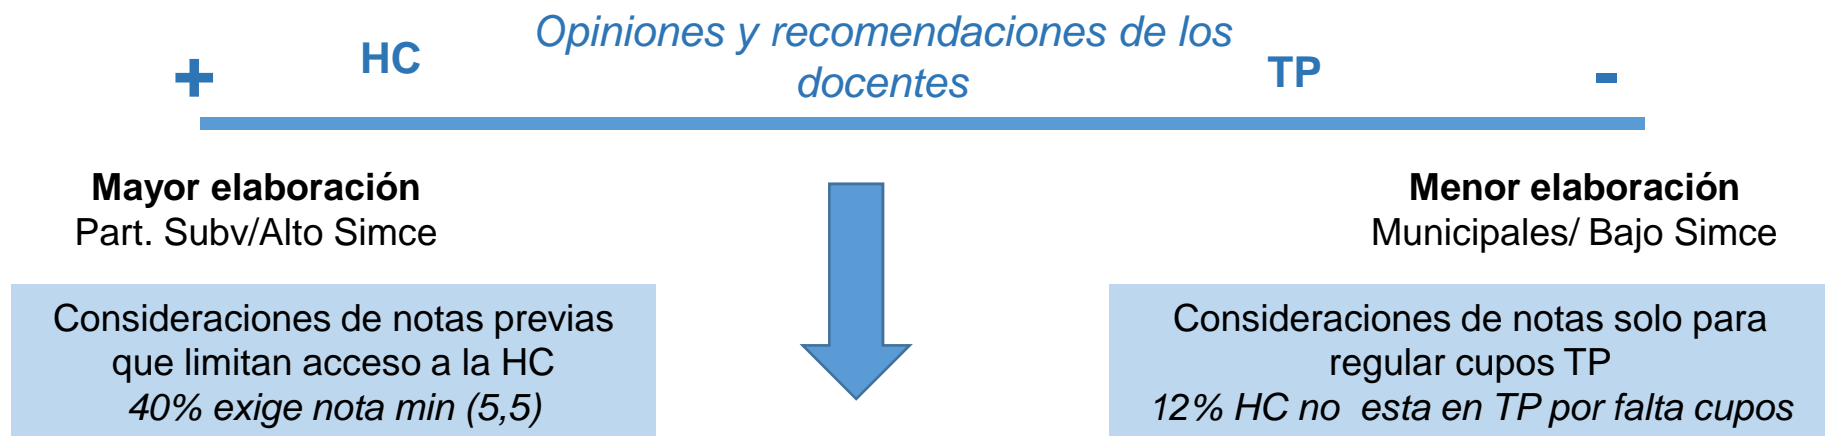 Opiniones y recomendaciones de los
docentes
+
HC
TP
-
Mayor elaboración
Part. Subv/Alto Simce
Menor elaboración
Municipales/ Bajo Simce
Consideraciones de notas previas
que limitan acceso a la HC
40% exige nota min (5,5)
Consideraciones de notas solo para
regular cupos TP
12% HC no  esta en TP por falta cupos